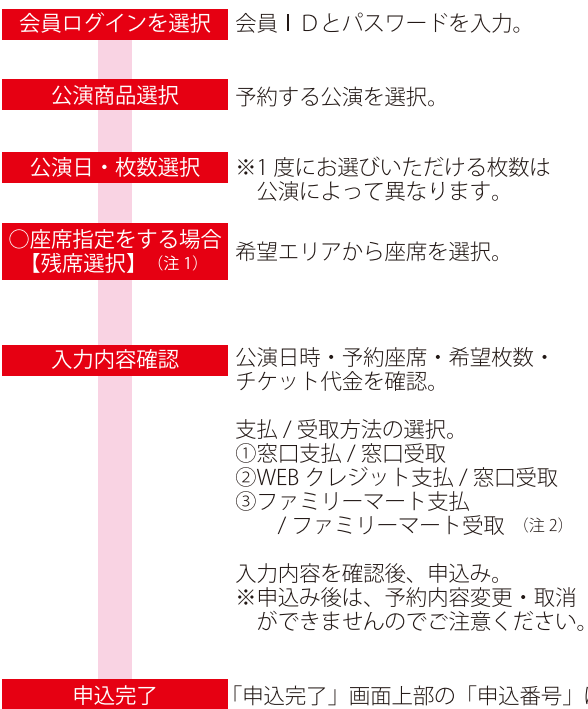 会員ログインを選択
会員ＩＤとパスワードを入力。
公演商品選択
予約する公演を選択。
公演日・枚数選択
※1 度にお選びいただける枚数は
公演によって異なります。
○座席指定をする場合
【残席選択】（注 1）
希望エリアから座席を選択。
入力内容確認
公演日時・予約座席・希望枚数・
チケット代金を確認。
支払 / 受取方法の選択。
①窓口支払 / 窓口受取
②WEB クレジット支払 / 窓口受取
③ファミリーマート支払
/ ファミリーマート受取 （注 2）
入力内容を確認後、申込み。
※申込み後は、予約内容変更・取消
ができませんのでご注意ください。
申込完了
「申込完了」画面上部の「申込番号」